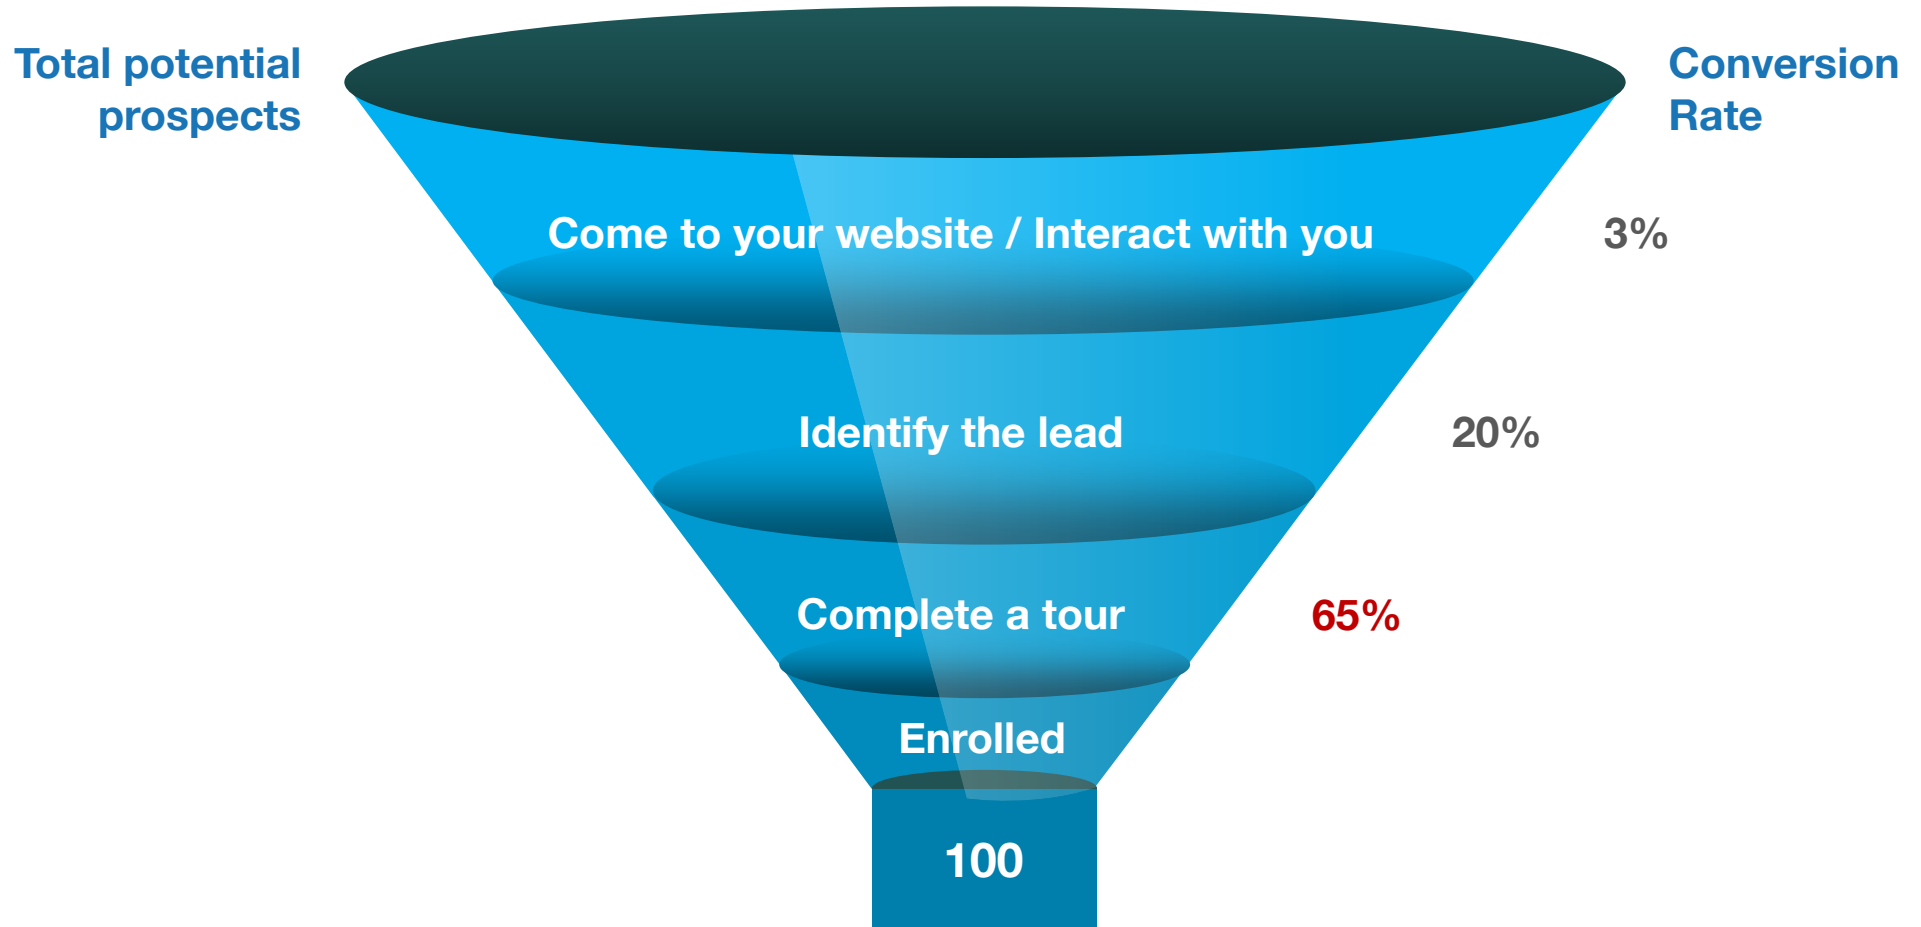 Total potential
prospects
Conversion
Rate
Come to your website / Interact with you
3%
Identify the lead
20%
Complete a tour
65%
Enrolled
100